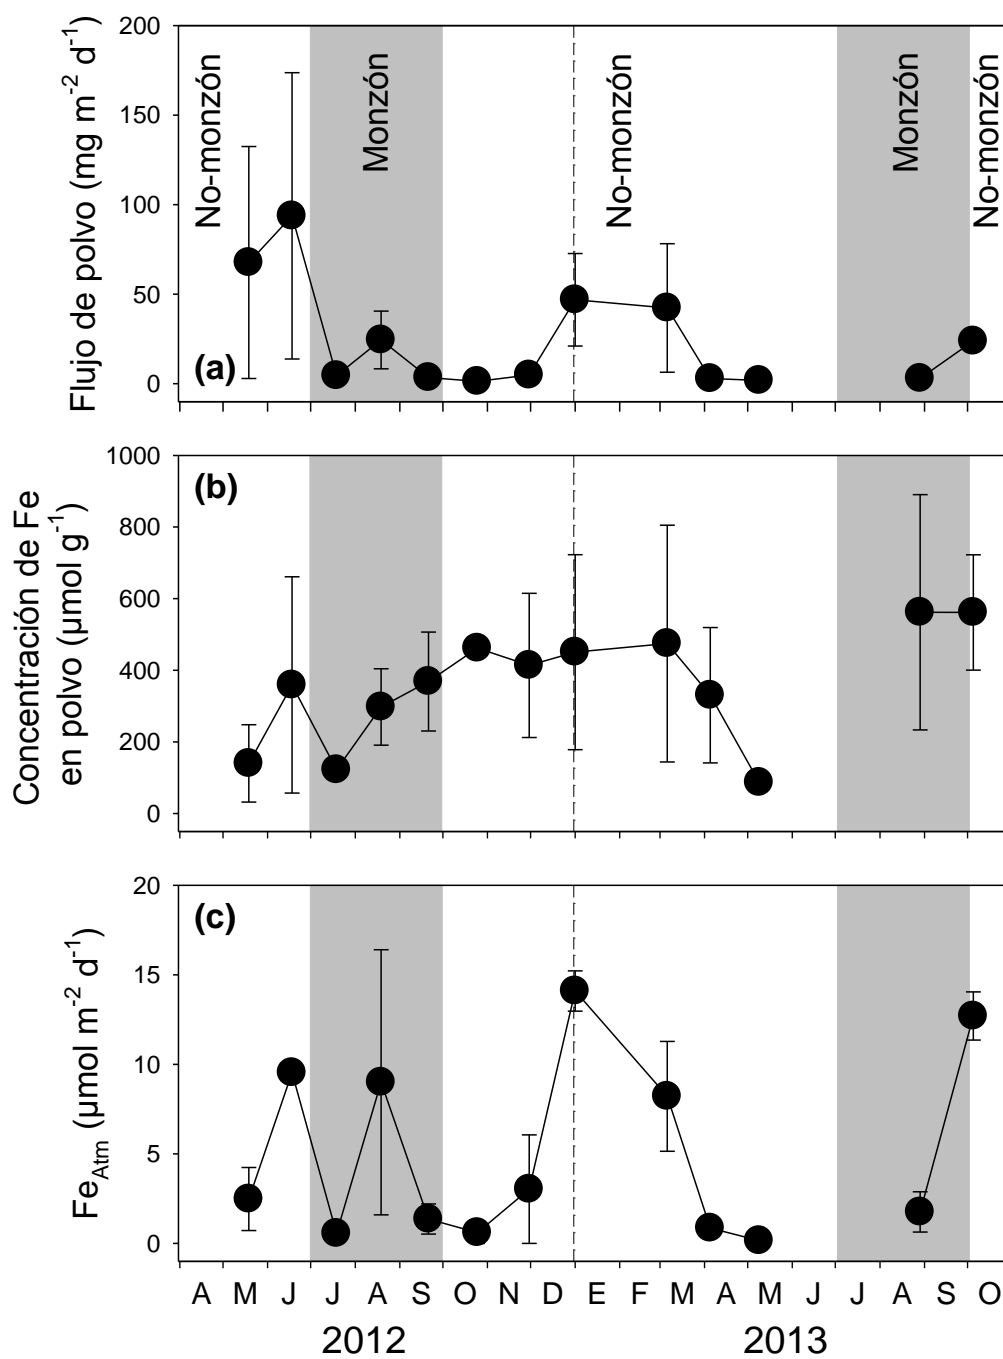 Flujo de polvo (mg m⁻² d⁻¹)
200
150
100
50
0
No-monzón
Monzón
No-monzón
Monzón
No-monzón
(a)
Concentración de Fe
en polvo (µmol g⁻¹)
1000
800
600
400
200
0
(b)
Fe_Atm (µmol m⁻² d⁻¹)
20
15
10
5
0
(c)
A M J J A S O N D E F M A M J J A S O
2012 2013